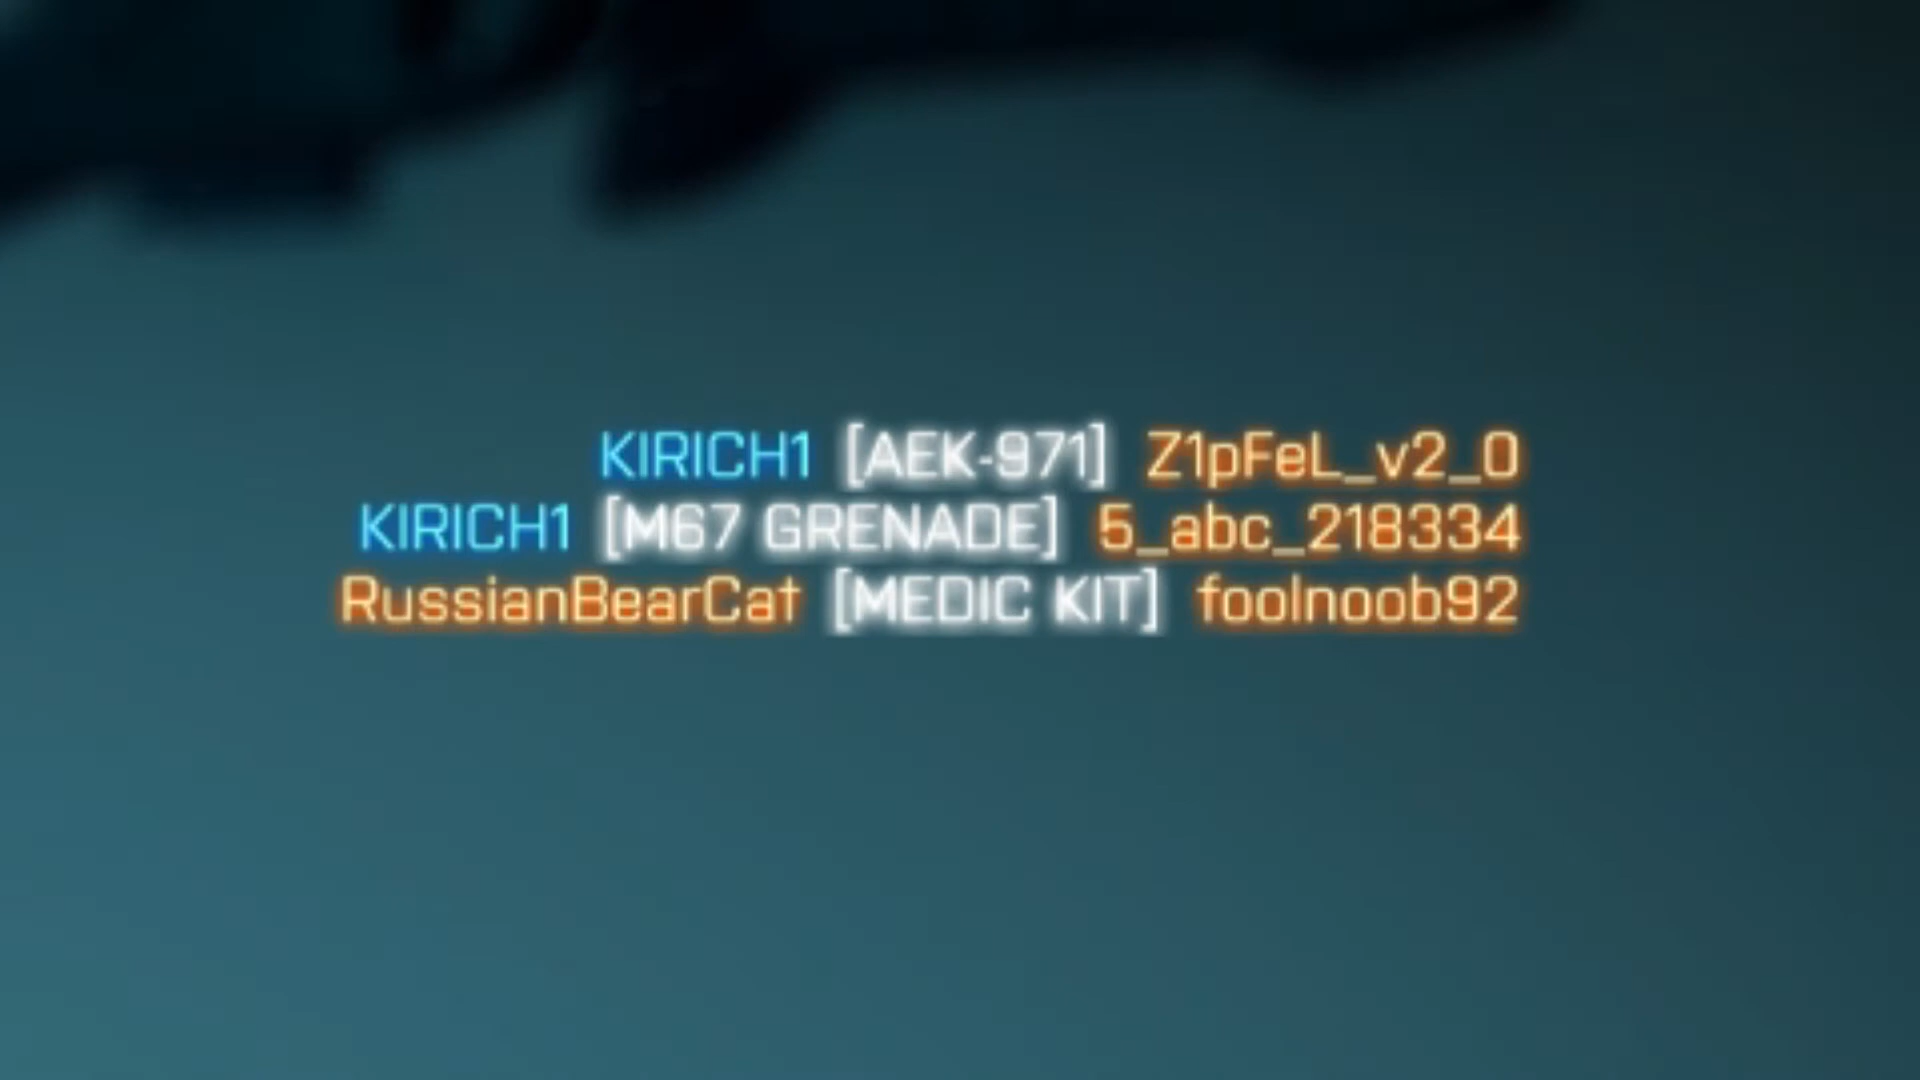 KIRICH1 [AEK-971] Z1pFeL_v2_0
KIRICH1 [M67 GRENADE] 5_abc_218334
RussianBearCat [MEDIC KIT] foolnoob92